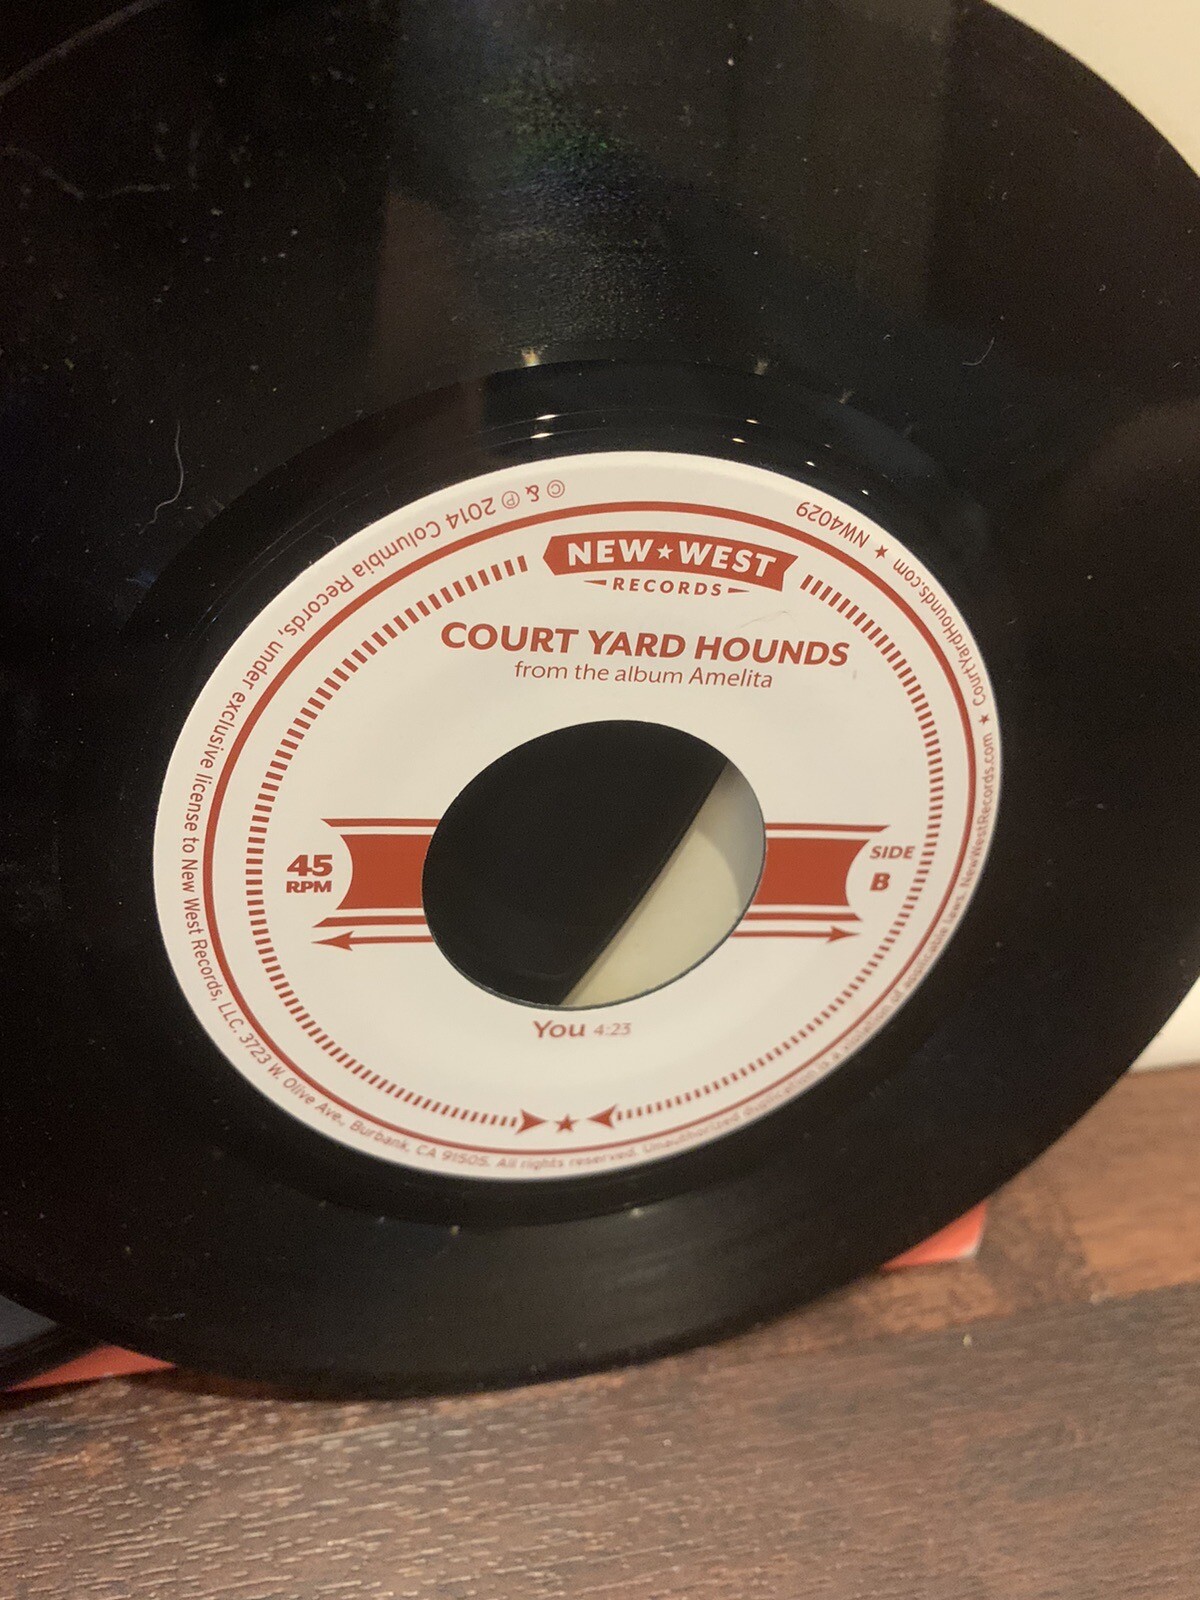 NEW★WEST
RECORDS
COURT YARD HOUNDS
from the album Amelita
45
RPM
SIDE
B
You 4:23
© & ℗ 2014 Columbia Records, under exclusive license to New West Records, LLC. 3723 W. Olive Ave., Burbank, CA 91505. All rights reserved. Unauthorized duplication is a violation of applicable laws. NewWestRecords.com ★ CourtYardHounds.com ★ NW4029